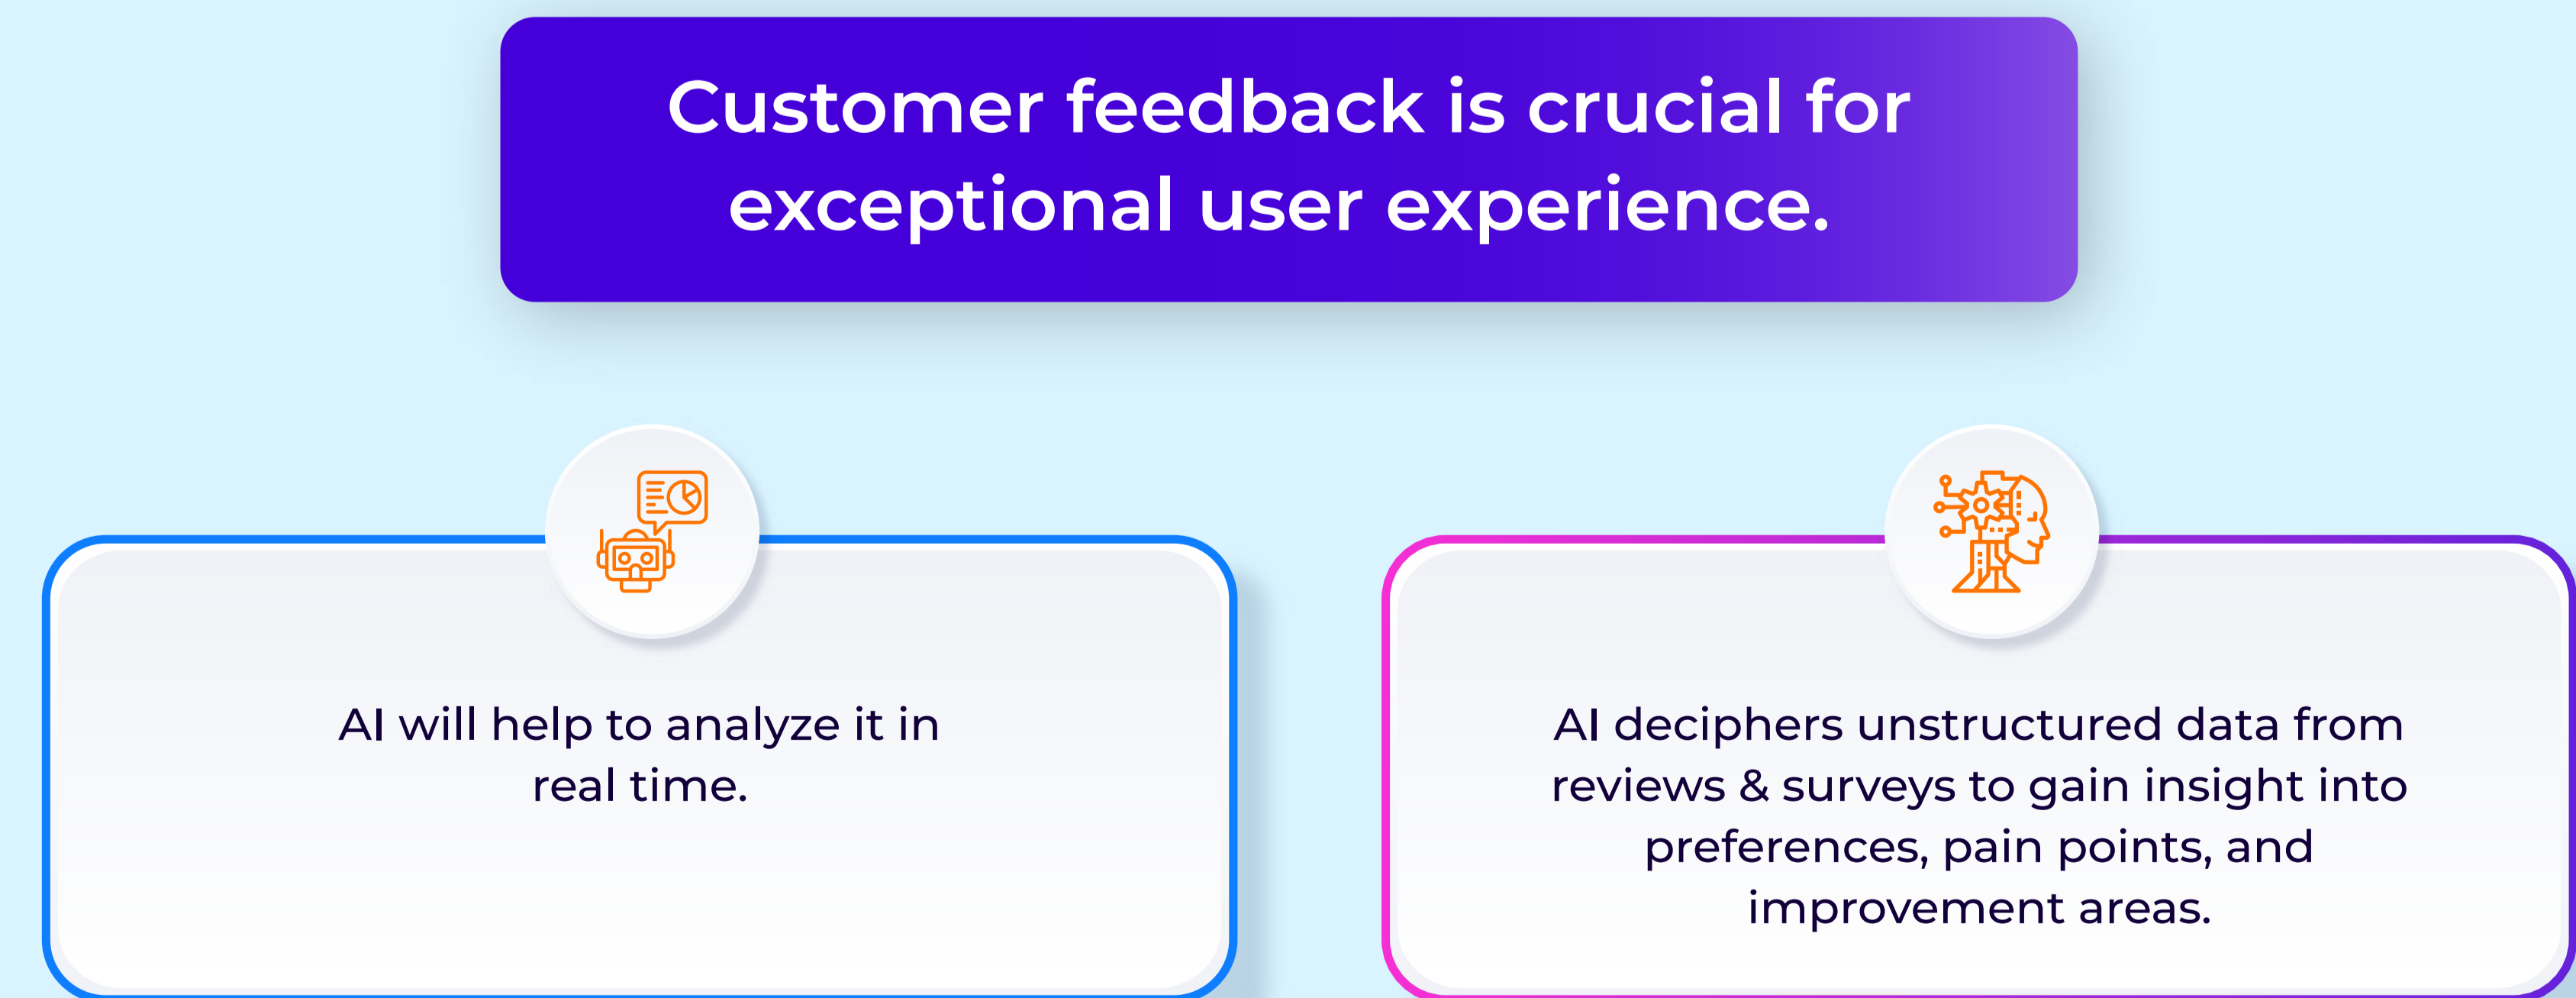 Customer feedback is crucial for
exceptional user experience.
AI will help to analyze it in
real time.
AI deciphers unstructured data from
reviews & surveys to gain insight into
preferences, pain points, and
improvement areas.